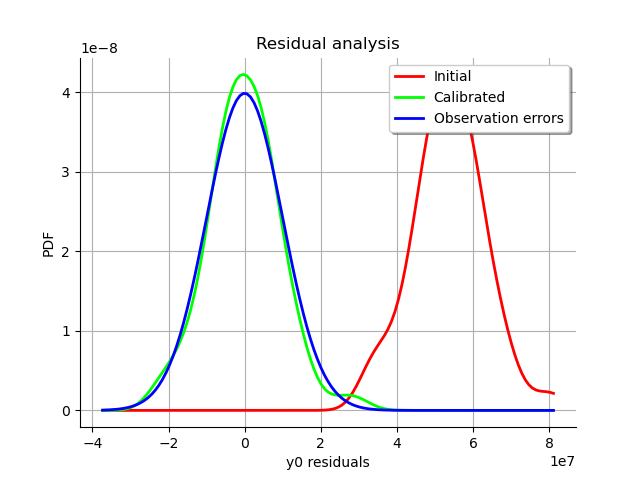 Residual analysis
1e−8
Initial
Calibrated
Observation errors
4
3
2
1
0
PDF
−4 −2 0 2 4 6 8
y0 residuals
1e7